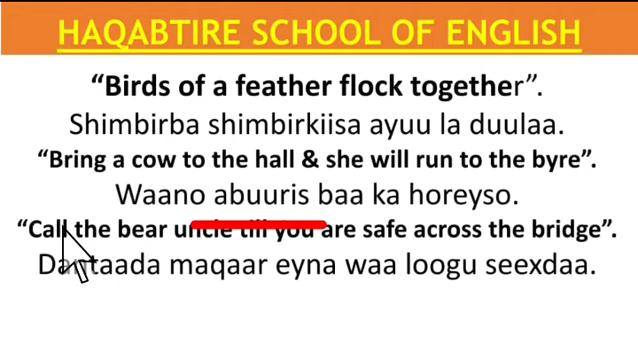 HAQABTIRE SCHOOL OF ENGLISH
“Birds of a feather flock together”.
Shimbirba shimbirkiisa ayuu la duulaa.
“Bring a cow to the hall & she will run to the byre”.
Waano abuuris baa ka horeyso.
“Call the bear uncle till you are safe across the bridge”.
Dantaada maqaar eyna waa loogu seexdaa.